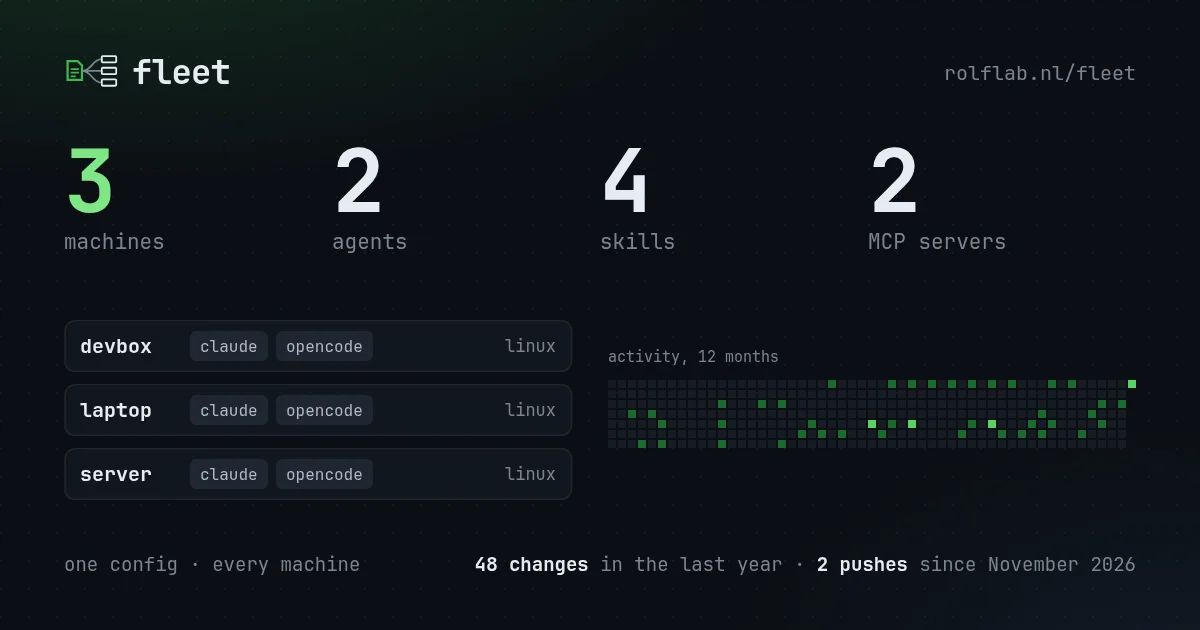 fleet
rolflab.nl/fleet
3
machines
2
agents
4
skills
2
MCP servers
devbox claude opencode linux
laptop claude opencode linux
server claude opencode linux
activity, 12 months
one config · every machine
48 changes in the last year · 2 pushes since November 2026